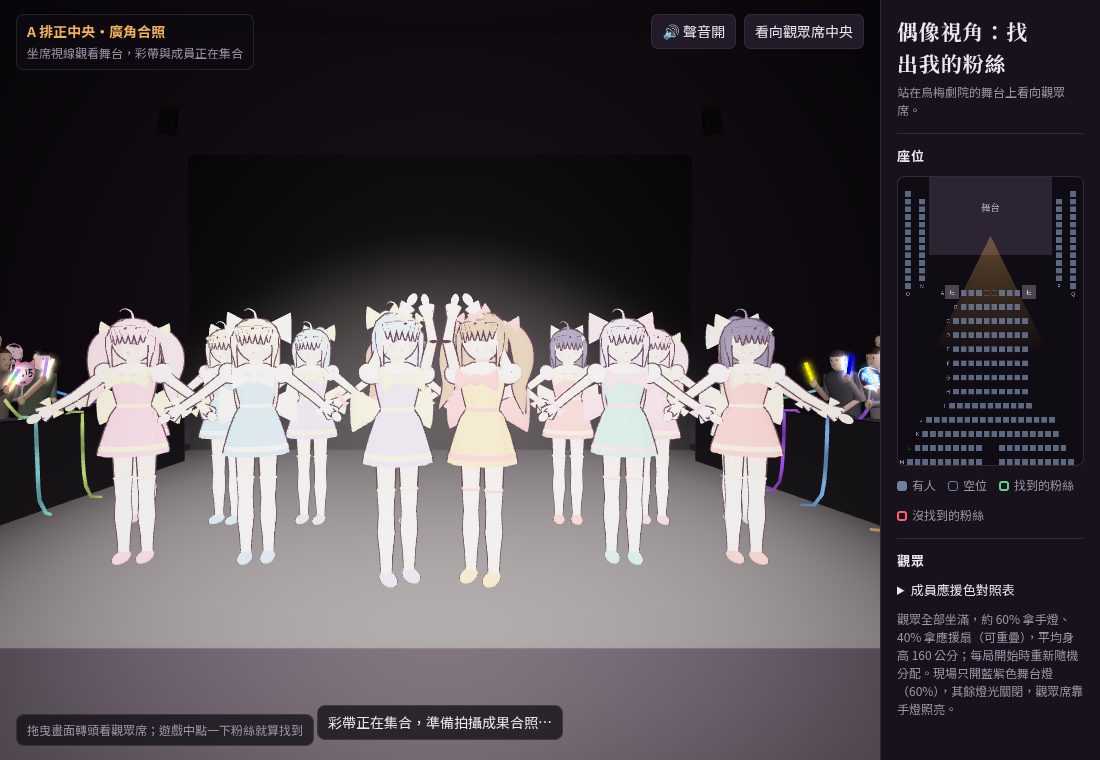 A 排正中央・廣角合照
坐席視線觀看舞台，彩帶與成員正在集合
🔊 聲音開
看向觀眾席中央
拖曳畫面轉頭看觀眾席；遊戲中點一下粉絲就算找到
彩帶正在集合，準備拍攝成果合照…
偶像視角：找
出我的粉絲
站在烏梅劇院的舞台上看向觀眾
席。
座位
舞台
有人
空位
找到的粉絲
沒找到的粉絲
觀眾
▶ 成員應援色對照表
觀眾全部坐滿，約 60% 拿手燈、
40% 拿應援扇（可重疊），平均身
高 160 公分；每局開始時重新隨機
分配。現場只開藍紫色舞台燈
（60%），其餘燈光關閉，觀眾席靠
手燈照亮。